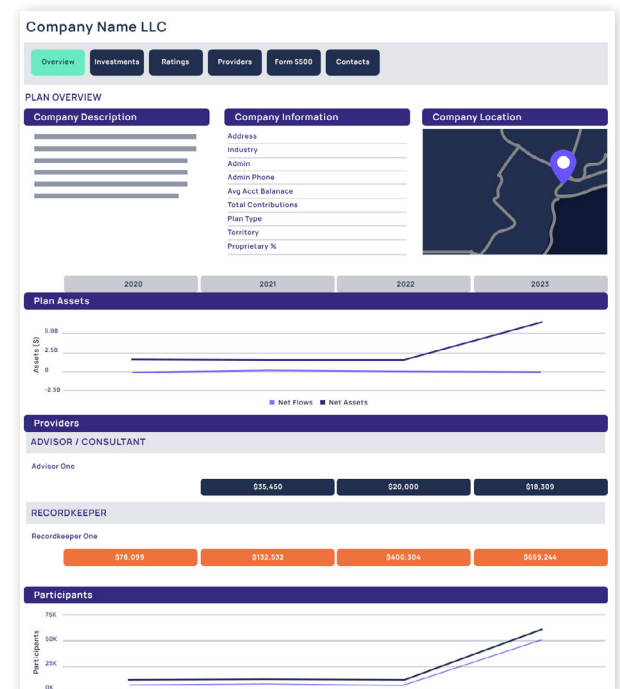 Company Name LLC
Overview Investments Ratings Providers Form 5500 Contacts
PLAN OVERVIEW
Company Description Company Information Company Location
Address
Industry
Admin
Admin Phone
Avg Acct Balanace
Total Contributions
Plan Type
Territory
Proprietary %
2020 2021 2022 2023
Plan Assets
Assets ($)
5.0B
2.5B
0
-2.5B
Net Flows Net Assets
Providers
ADVISOR / CONSULTANT
Advisor One
$35,450 $20,000 $18,309
RECORDKEEPER
Recordkeeper One
$78,099 $132,532 $400,304 $659,244
Participants
Participants
75K
50K
25K
0K